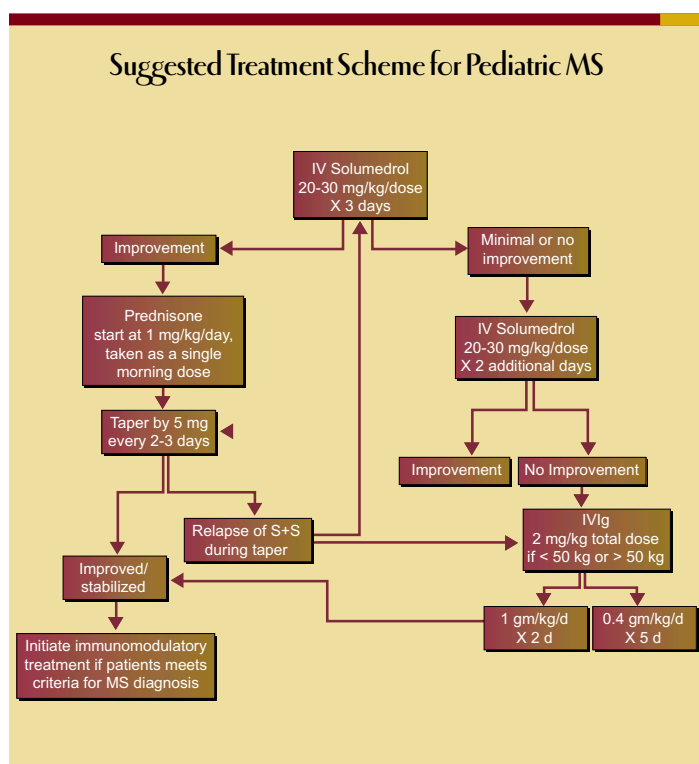 Suggested Treatment Scheme for Pediatric MS
IV Solumedrol
20-30 mg/kg/dose
X 3 days
Improvement
Minimal or no
improvement
Prednisone
start at 1 mg/kg/day,
taken as a single
morning dose
IV Solumedrol
20-30 mg/kg/dose
X 2 additional days
Taper by 5 mg
every 2-3 days
Improvement
No Improvement
Relapse of S+S
during taper
IVIg
2 mg/kg total dose
if < 50 kg or > 50 kg
Improved/
stabilized
1 gm/kg/d
X 2 d
0.4 gm/kg/d
X 5 d
Initiate immunomodulatory
treatment if patients meets
criteria for MS diagnosis